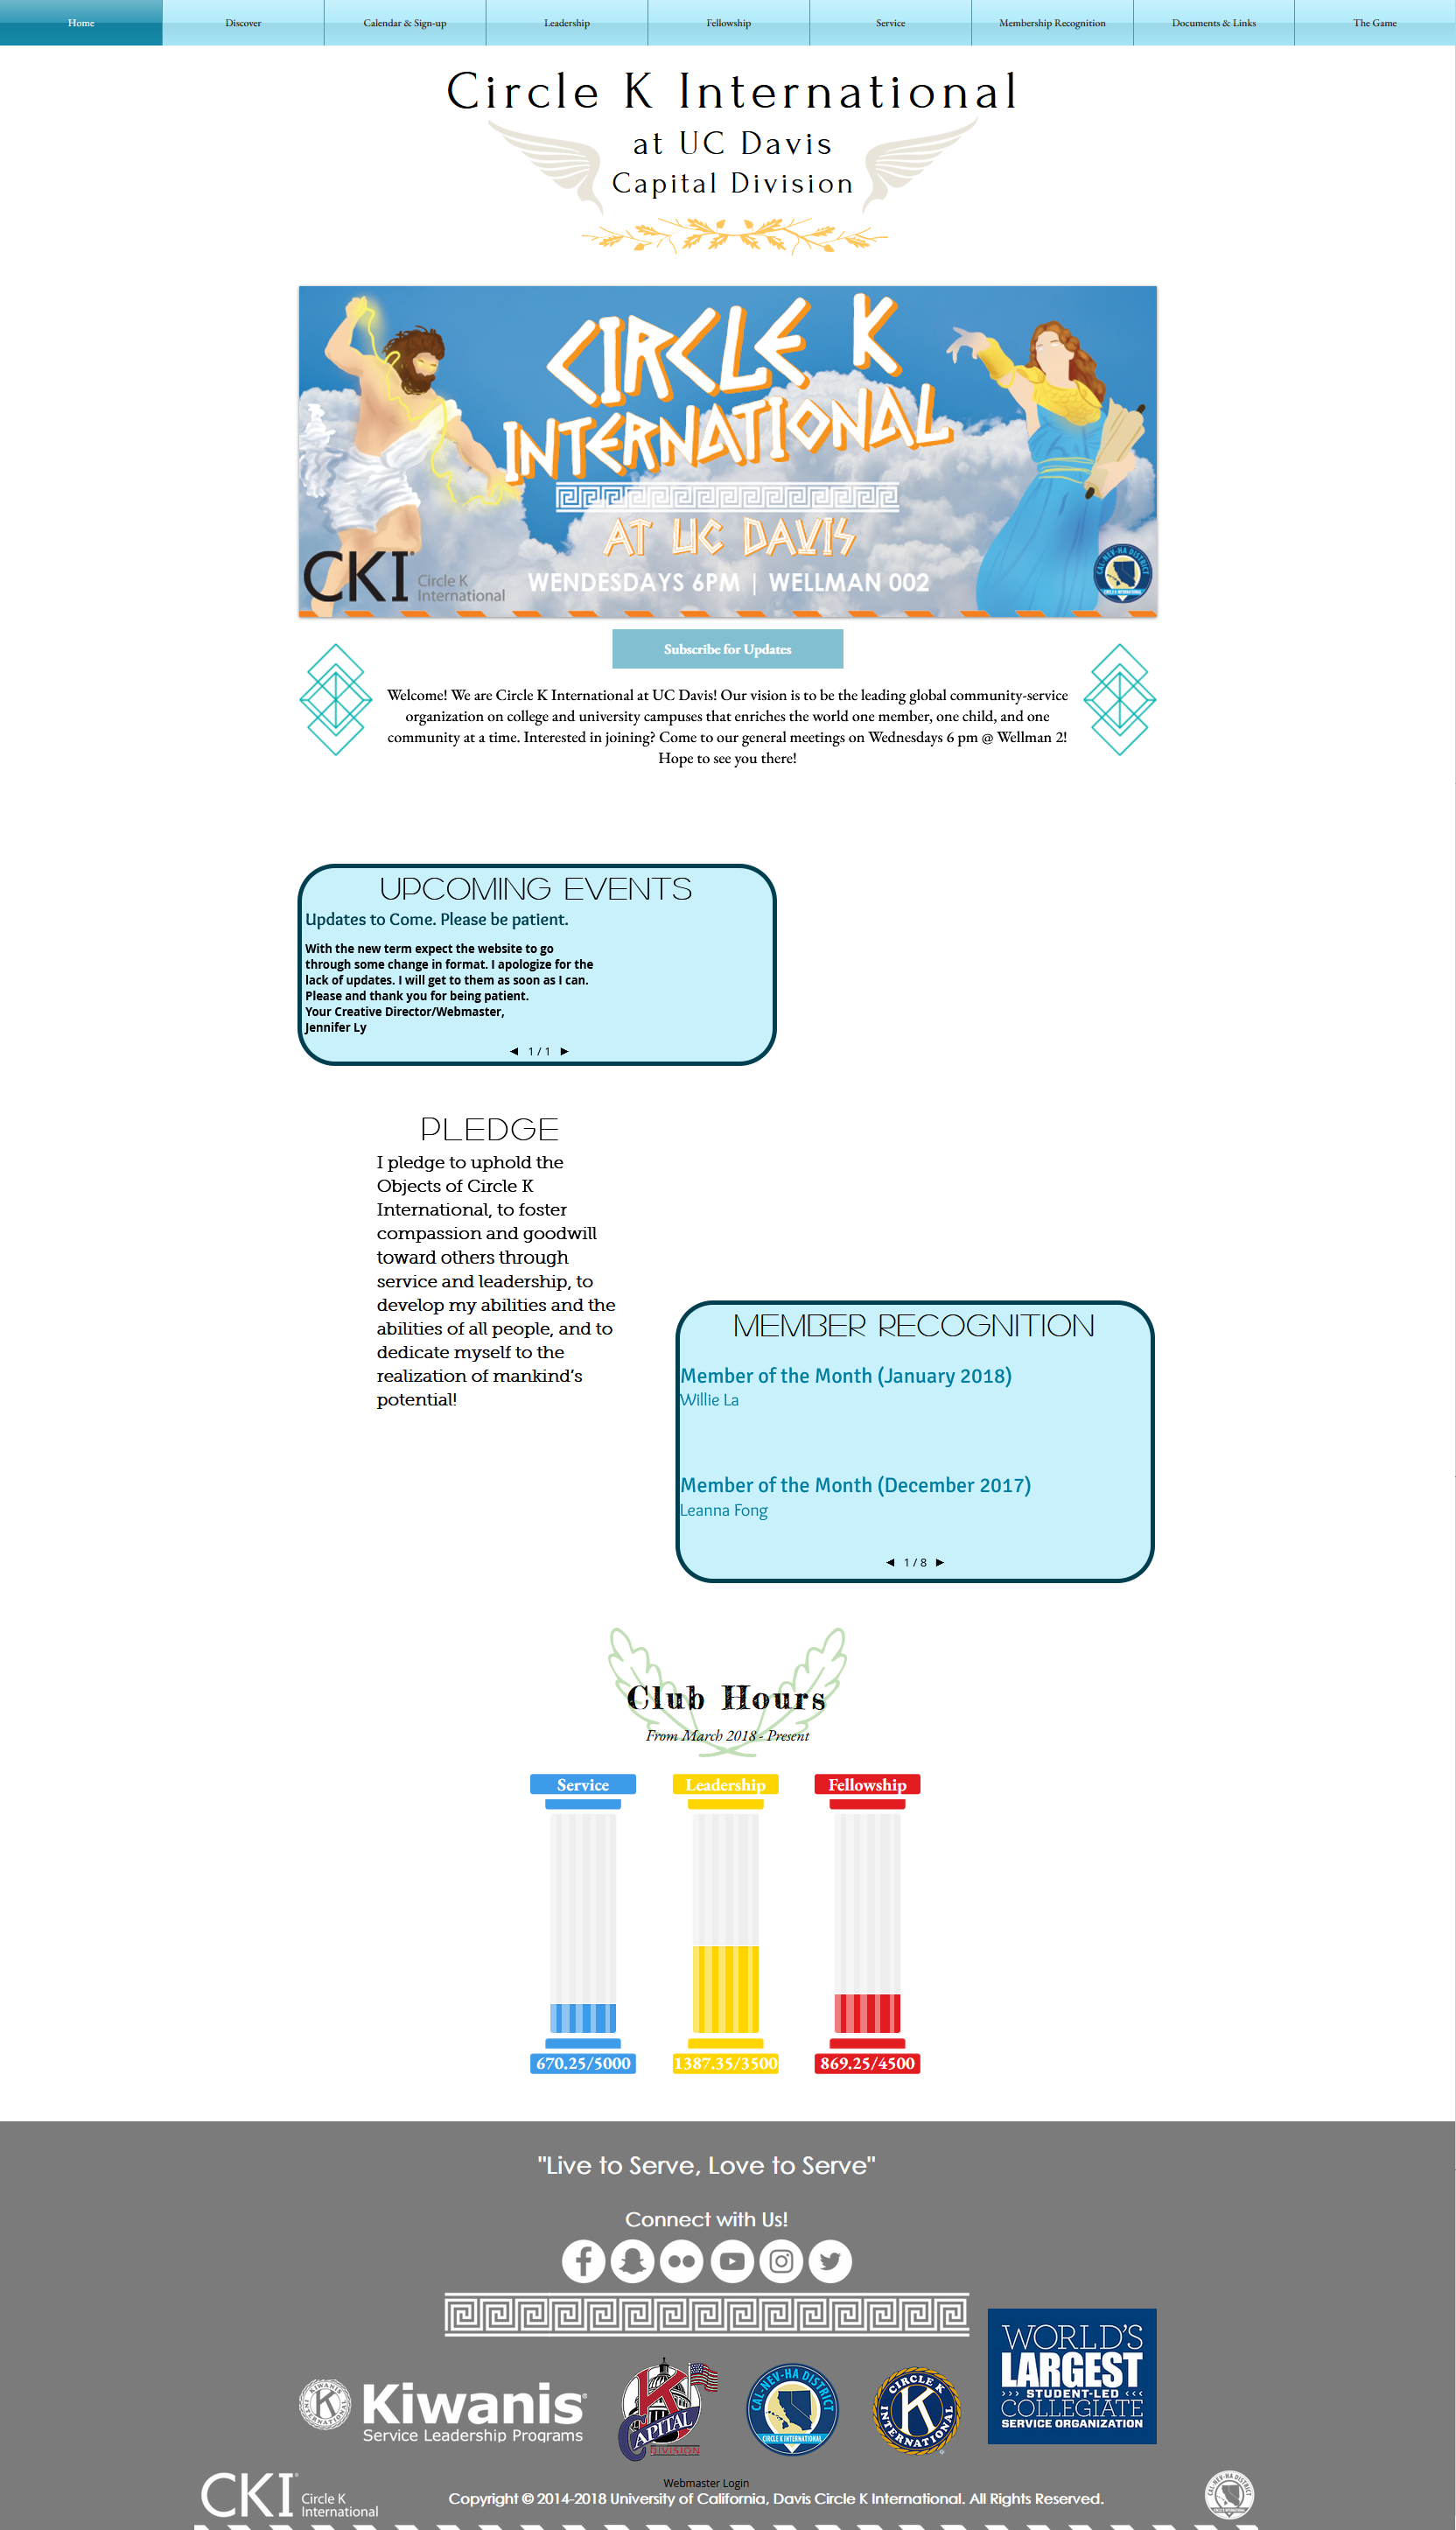 Home
Discover
Calendar & Sign-up
Leadership
Fellowship
Service
Membership Recognition
Documents & Links
The Game
Circle K International
at UC Davis
Capital Division
CIRCLE K
INTERNATIONAL
AT UC DAVIS
WENDESDAYS 6PM | WELLMAN 002
CKI
Circle K
International
CAL-NEV-HA DISTRICT
CIRCLE K INTERNATIONAL
Subscribe for Updates
Welcome! We are Circle K International at UC Davis! Our vision is to be the leading global community-service
organization on college and university campuses that enriches the world one member, one child, and one
community at a time. Interested in joining? Come to our general meetings on Wednesdays 6 pm @ Wellman 2!
Hope to see you there!
UPCOMING EVENTS
Updates to Come. Please be patient.
With the new term expect the website to go
through some change in format. I apologize for the
lack of updates. I will get to them as soon as I can.
Please and thank you for being patient.
Your Creative Director/Webmaster,
Jennifer Ly
1 / 1
PLEDGE
I pledge to uphold the
Objects of Circle K
International, to foster
compassion and goodwill
toward others through
service and leadership, to
develop my abilities and the
abilities of all people, and to
dedicate myself to the
realization of mankind's
potential!
MEMBER RECOGNITION
Member of the Month (January 2018)
Willie La
Member of the Month (December 2017)
Leanna Fong
1 / 8
Club Hours
From March 2018 - Present
Service
Leadership
Fellowship
670.25/5000
1387.35/3500
869.25/4500
"Live to Serve, Love to Serve"
Connect with Us!
WORLD'S
LARGEST
››› STUDENT-LED ‹‹‹
COLLEGIATE
SERVICE ORGANIZATION
KIWANIS
INTERNATIONAL
K
Kiwanis
Service Leadership Programs
K
CAPITAL
DIVISION
CAL-NEV-HA DISTRICT
CIRCLE K INTERNATIONAL
CIRCLE K
K
INTERNATIONAL
Webmaster Login
CKI
Circle K
International
Copyright © 2014-2018 University of California, Davis Circle K International. All Rights Reserved.
CAL-NEV-HA DISTRICT